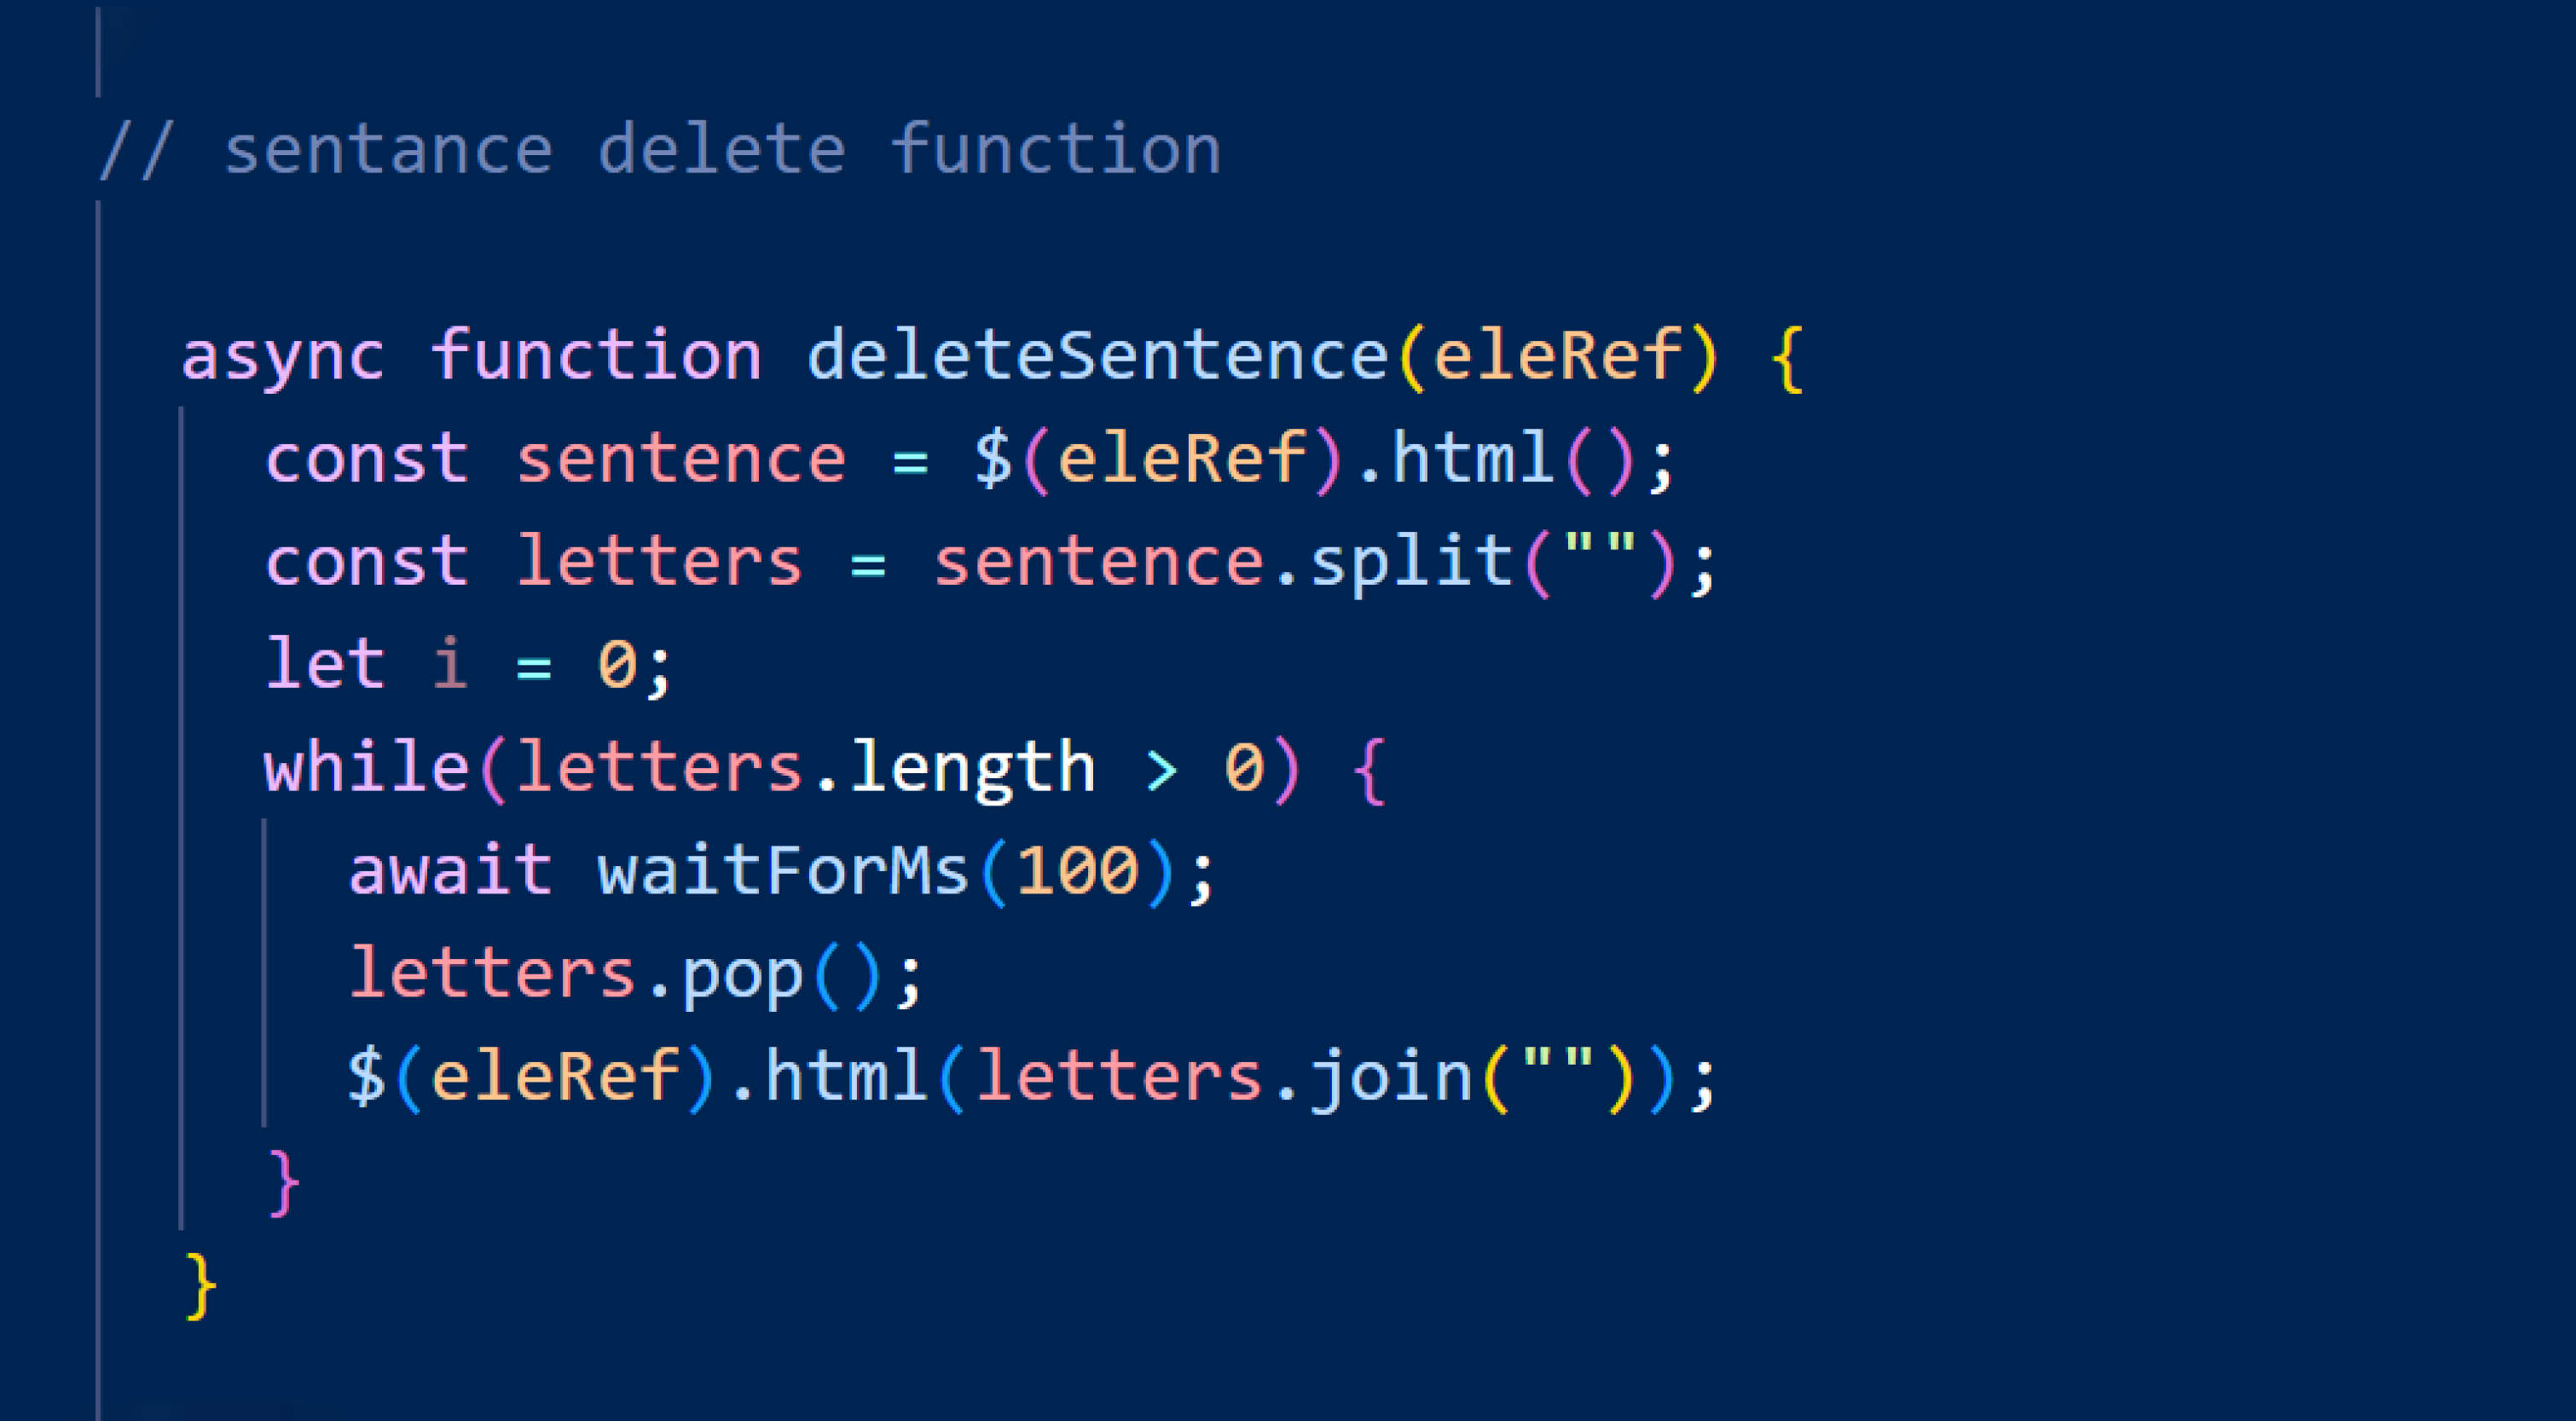 // sentance delete function
async function deleteSentence(eleRef) {
const sentence = $(eleRef).html();
const letters = sentence.split("");
let i = 0;
while(letters.length > 0) {
await waitForMs(100);
letters.pop();
$(eleRef).html(letters.join(""));
}
}